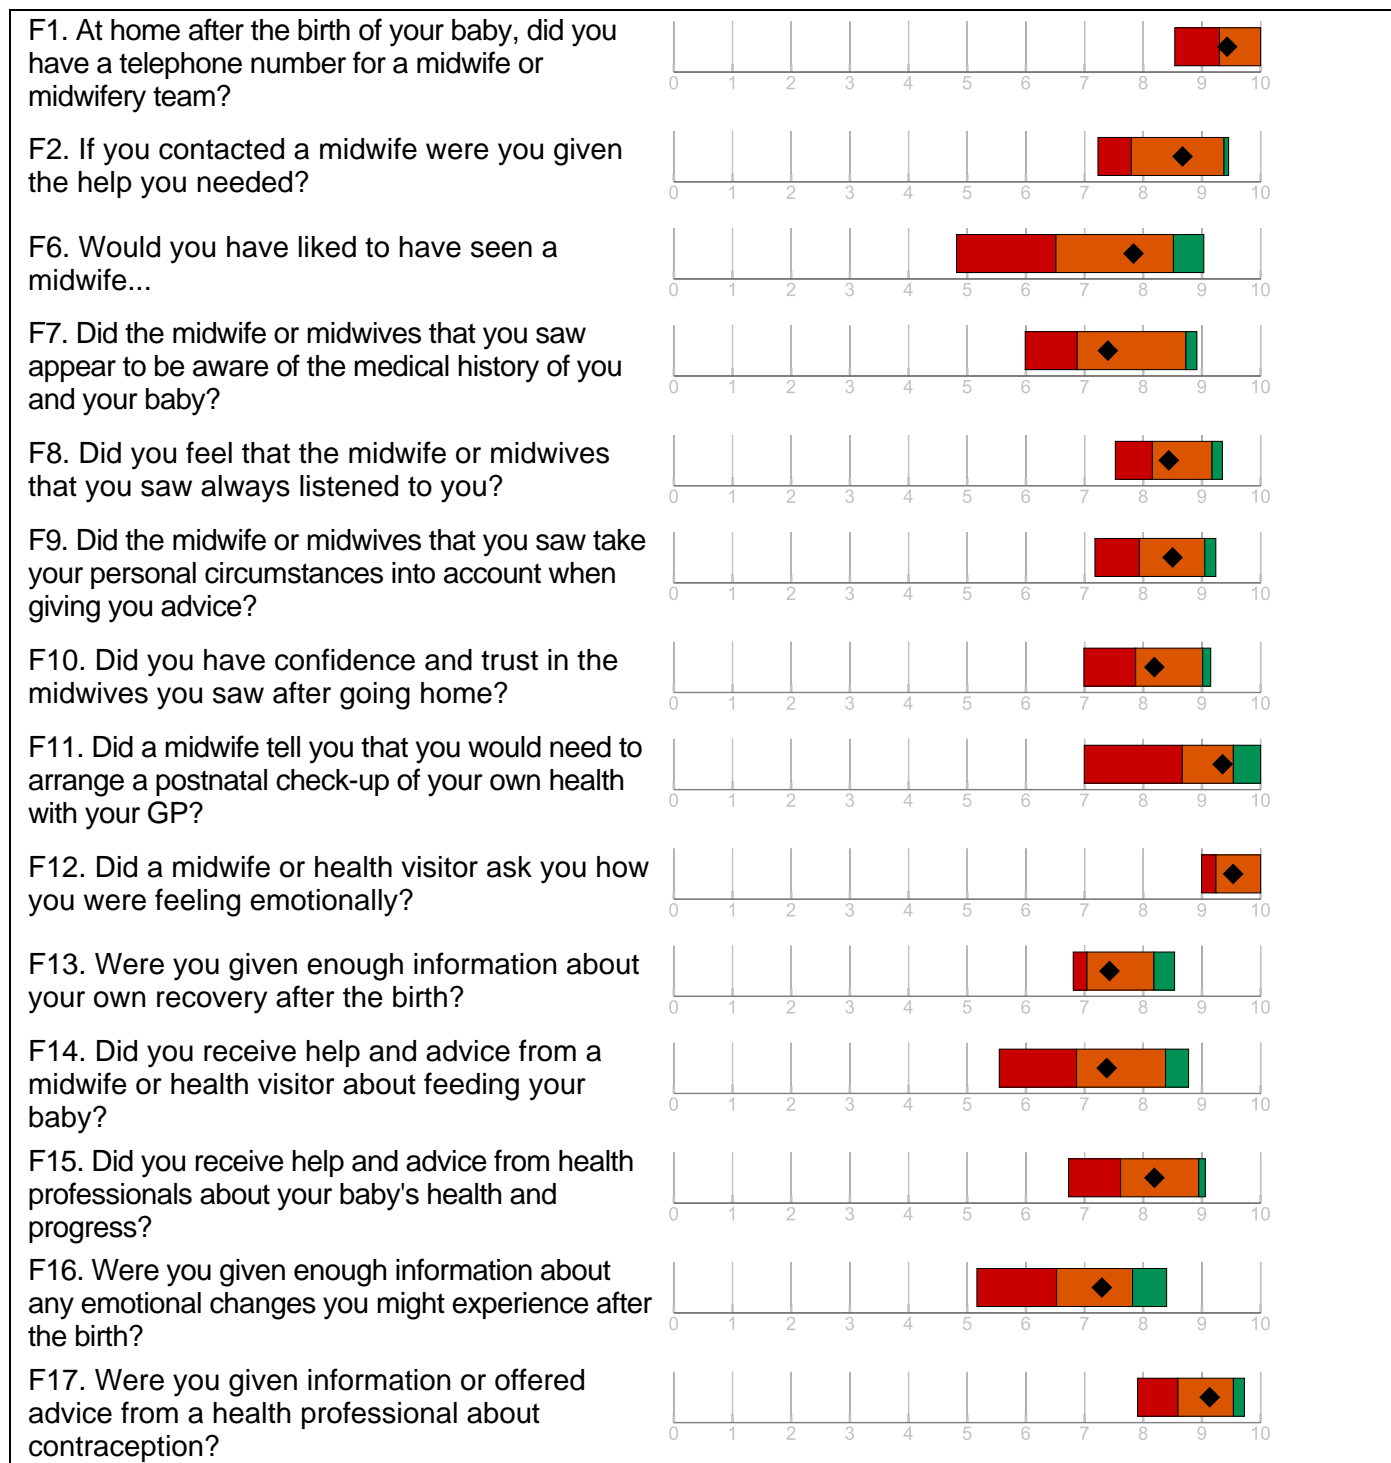 F1. At home after the birth of your baby, did you
have a telephone number for a midwife or
midwifery team?
0 1 2 3 4 5 6 7 8 9 10
F2. If you contacted a midwife were you given
the help you needed?
0 1 2 3 4 5 6 7 8 9 10
F6. Would you have liked to have seen a
midwife...
0 1 2 3 4 5 6 7 8 9 10
F7. Did the midwife or midwives that you saw
appear to be aware of the medical history of you
and your baby?
0 1 2 3 4 5 6 7 8 9 10
F8. Did you feel that the midwife or midwives
that you saw always listened to you?
0 1 2 3 4 5 6 7 8 9 10
F9. Did the midwife or midwives that you saw take
your personal circumstances into account when
giving you advice?
0 1 2 3 4 5 6 7 8 9 10
F10. Did you have confidence and trust in the
midwives you saw after going home?
0 1 2 3 4 5 6 7 8 9 10
F11. Did a midwife tell you that you would need to
arrange a postnatal check-up of your own health
with your GP?
0 1 2 3 4 5 6 7 8 9 10
F12. Did a midwife or health visitor ask you how
you were feeling emotionally?
0 1 2 3 4 5 6 7 8 9 10
F13. Were you given enough information about
your own recovery after the birth?
0 1 2 3 4 5 6 7 8 9 10
F14. Did you receive help and advice from a
midwife or health visitor about feeding your
baby?
0 1 2 3 4 5 6 7 8 9 10
F15. Did you receive help and advice from health
professionals about your baby's health and
progress?
0 1 2 3 4 5 6 7 8 9 10
F16. Were you given enough information about
any emotional changes you might experience after
the birth?
0 1 2 3 4 5 6 7 8 9 10
F17. Were you given information or offered
advice from a health professional about
contraception?
0 1 2 3 4 5 6 7 8 9 10